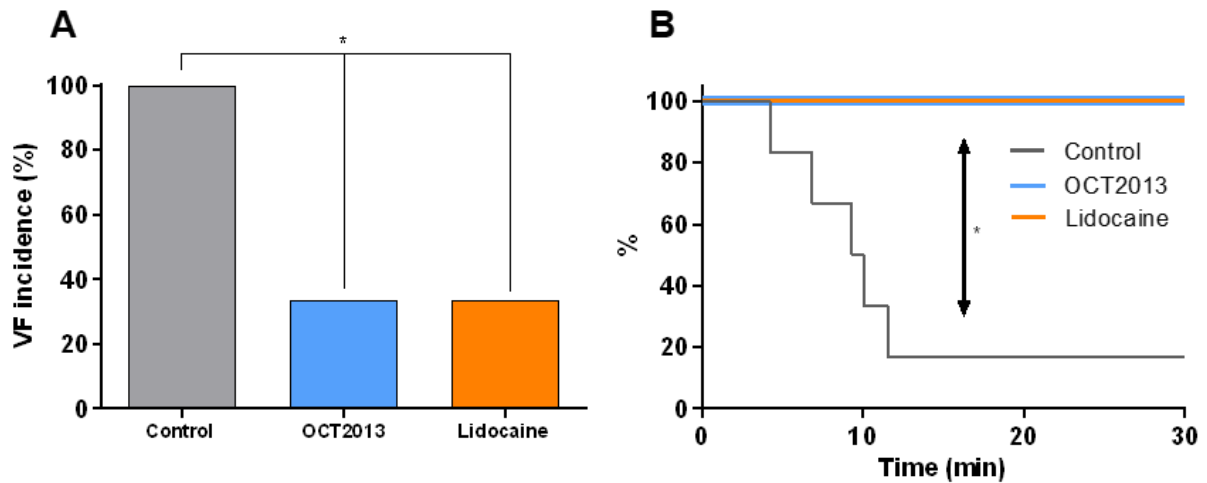 A
*
VF incidence (%)
100
80
60
40
20
0
Control
OCT2013
Lidocaine
B
%
100
80
60
40
20
0
0
10
20
30
Time (min)
Control
OCT2013
Lidocaine
*